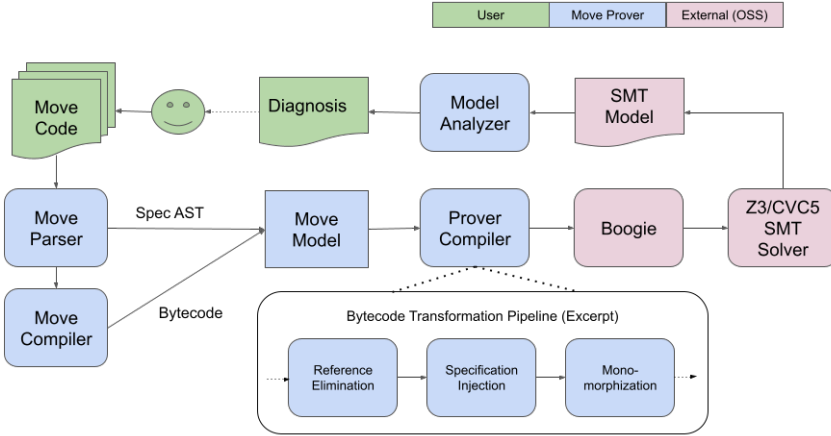 User
Move Prover
External (OSS)
Move
Code
Diagnosis
Model
Analyzer
SMT
Model
Move
Parser
Spec AST
Move
Model
Prover
Compiler
Boogie
Z3/CVC5
SMT
Solver
Move
Compiler
Bytecode
Bytecode Transformation Pipeline (Excerpt)
Reference
Elimination
Specification
Injection
Mono-
morphization